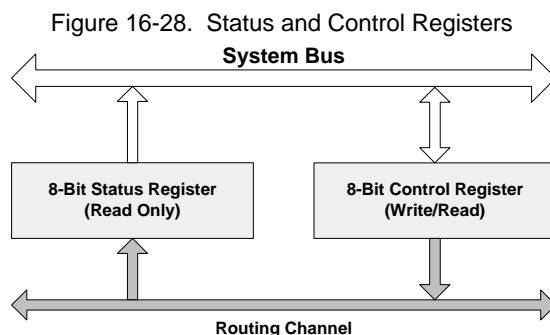 Figure 16-28. Status and Control Registers
System Bus
8-Bit Status Register
(Read Only)
8-Bit Control Register
(Write/Read)
Routing Channel